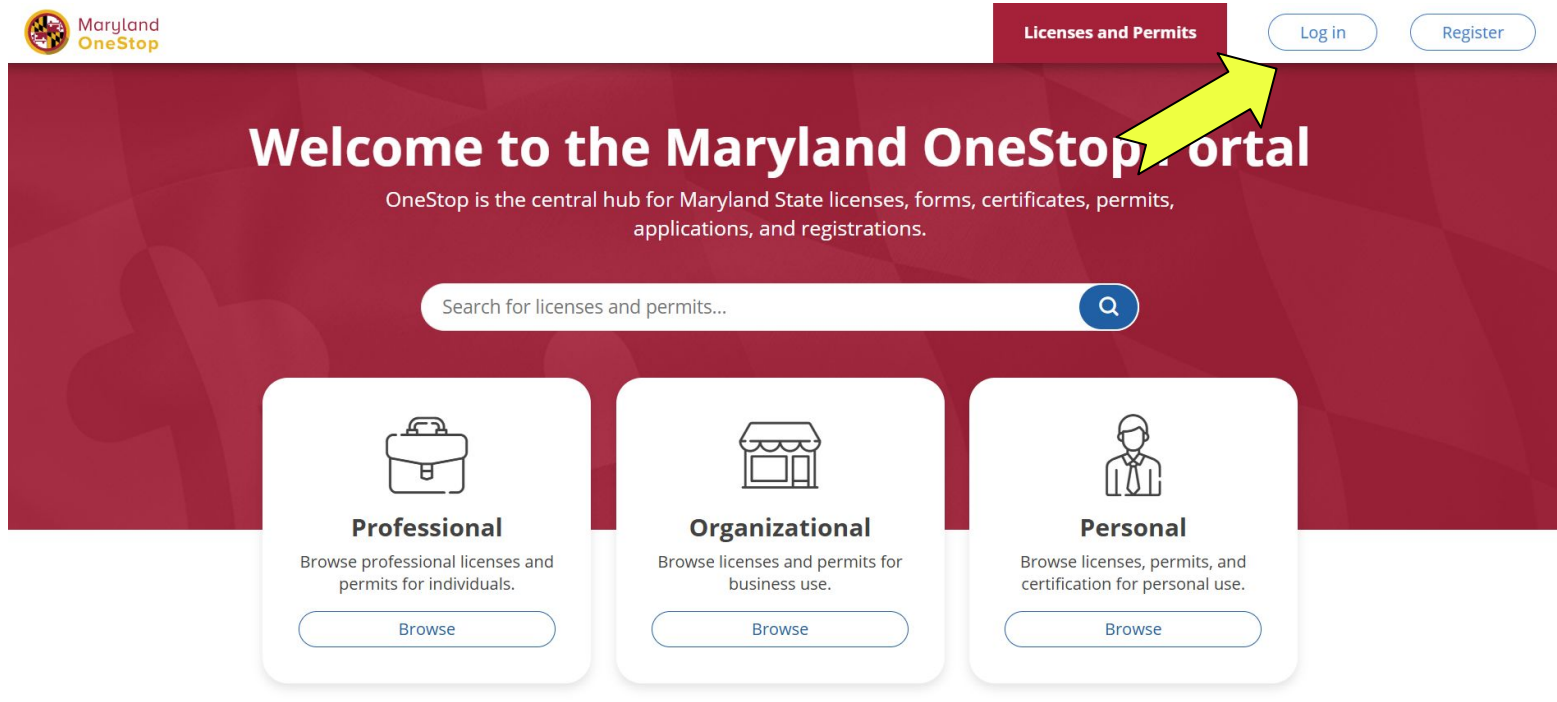 Maryland
OneStop
Licenses and Permits
Log in
Register
Welcome to the Maryland OneStop Portal
OneStop is the central hub for Maryland State licenses, forms, certificates, permits,
applications, and registrations.
Search for licenses and permits...
Professional
Browse professional licenses and
permits for individuals.
Browse
Organizational
Browse licenses and permits for
business use.
Browse
Personal
Browse licenses, permits, and
certification for personal use.
Browse